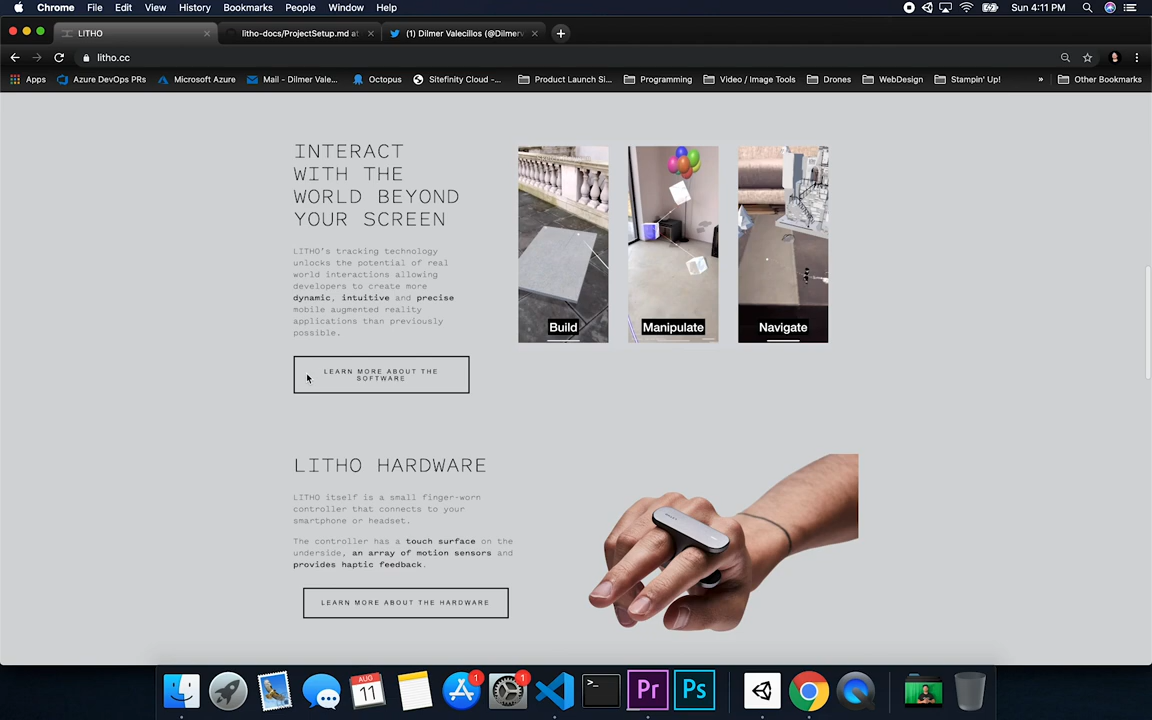 Chrome File Edit View History Bookmarks People Window Help Sun 4:11 PM
LITHO
litho-docs/ProjectSetup.md at
(1) Dilmer Valecillos (@Dilmerv
litho.cc
Apps Azure DevOps PRs Microsoft Azure Mail - Dilmer Vale... Octopus Sitefinity Cloud -... Product Launch Si... Programming Video / Image Tools Drones WebDesign Stampin' Up! » Other Bookmarks
INTERACT
WITH THE
WORLD BEYOND
YOUR SCREEN
LITHO's tracking technology
unlocks the potential of real
world interactions allowing
developers to create more
dynamic, intuitive and precise
mobile augmented reality
applications than previously
possible.
LEARN MORE ABOUT THE
SOFTWARE
Build
Manipulate
Navigate
LITHO HARDWARE
LITHO itself is a small finger-worn
controller that connects to your
smartphone or headset.
The controller has a touch surface on the
underside, an array of motion sensors and
provides haptic feedback.
LEARN MORE ABOUT THE HARDWARE
AUG
11
1
1
>_
Pr
Ps